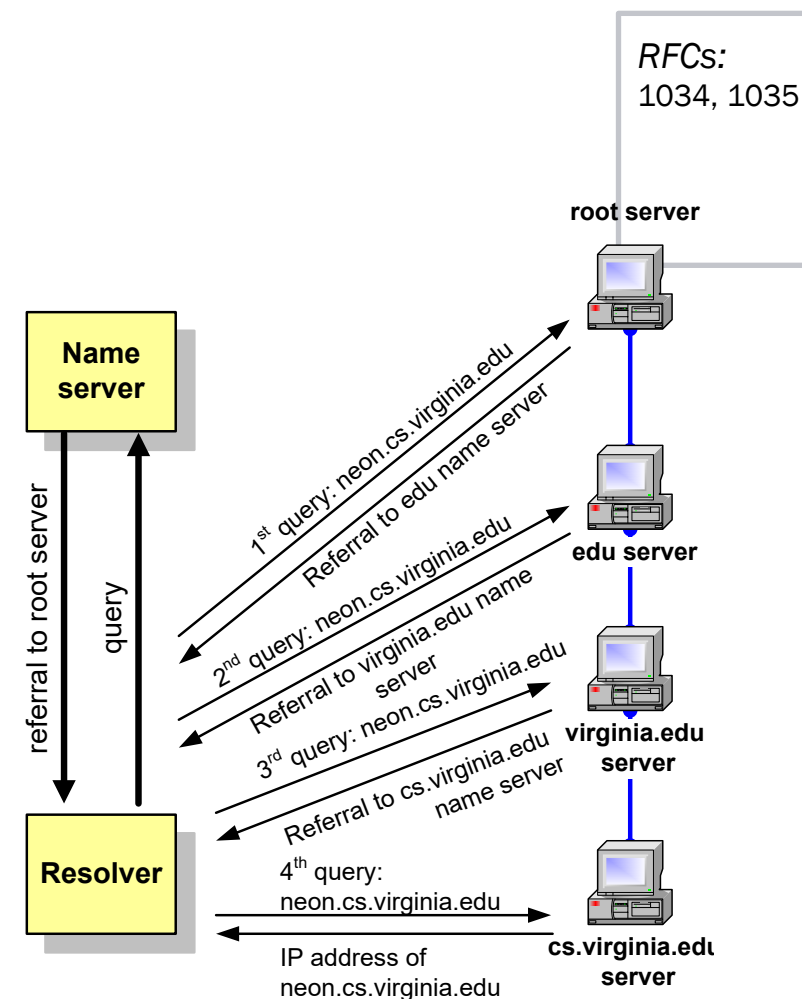 RFCs:
1034, 1035
root server
Name
server
1st query: neon.cs.virginia.edu
Referral to edu name server
edu server
referral to root server
query
2nd query: neon.cs.virginia.edu
Referral to virginia.edu name
server
virginia.edu
server
3rd query: neon.cs.virginia.edu
Referral to cs.virginia.edu
name server
Resolver
4th query:
neon.cs.virginia.edu
IP address of
neon.cs.virginia.edu
cs.virginia.edu
server